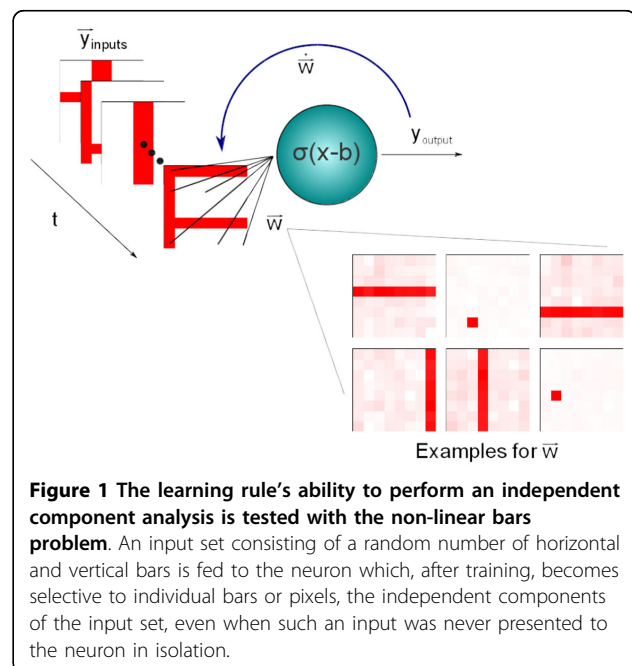 y inputs
ẇ
σ(x-b)
y output
t
w
Examples for w
Figure 1 The learning rule's ability to perform an independent
component analysis is tested with the non-linear bars
problem. An input set consisting of a random number of horizontal
and vertical bars is fed to the neuron which, after training, becomes
selective to individual bars or pixels, the independent components
of the input set, even when such an input was never presented to
the neuron in isolation.